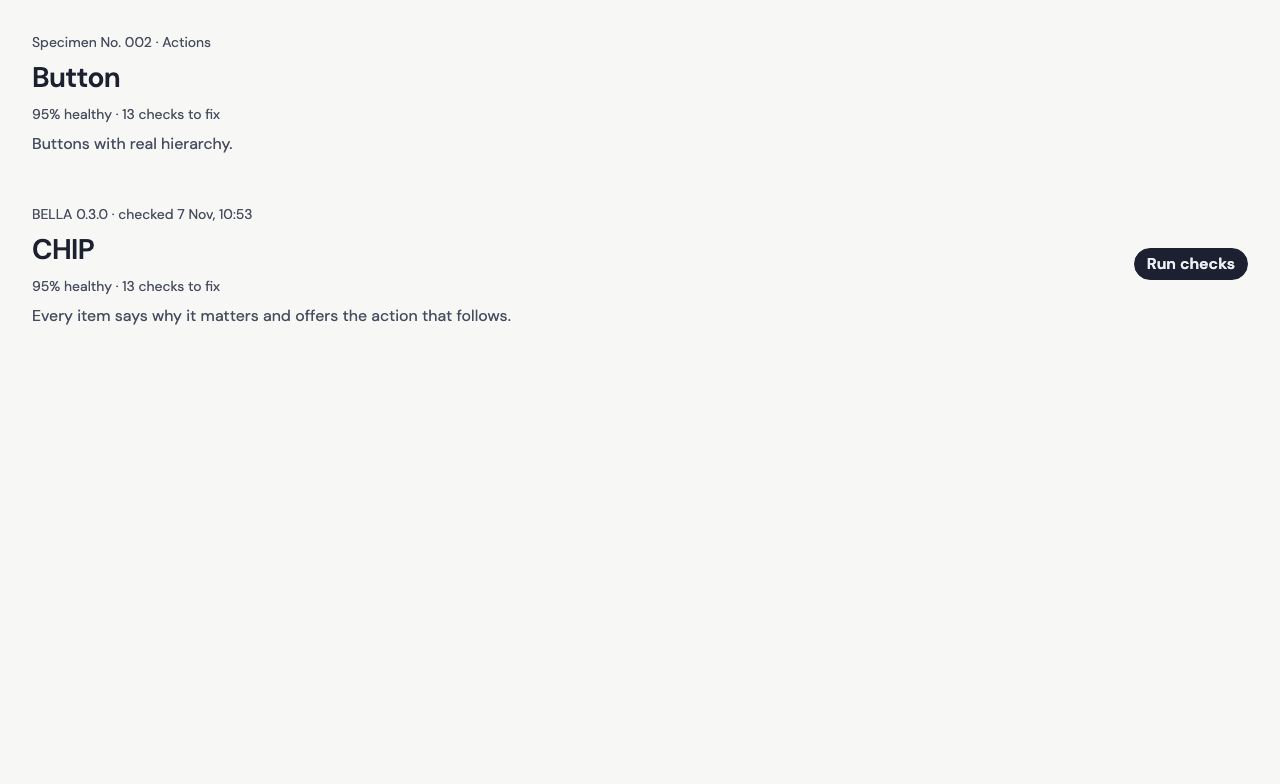 Specimen No. 002 · Actions
Button
95% healthy · 13 checks to fix
Buttons with real hierarchy.
BELLA 0.3.0 · checked 7 Nov, 10:53
CHIP
95% healthy · 13 checks to fix
Every item says why it matters and offers the action that follows.
Run checks